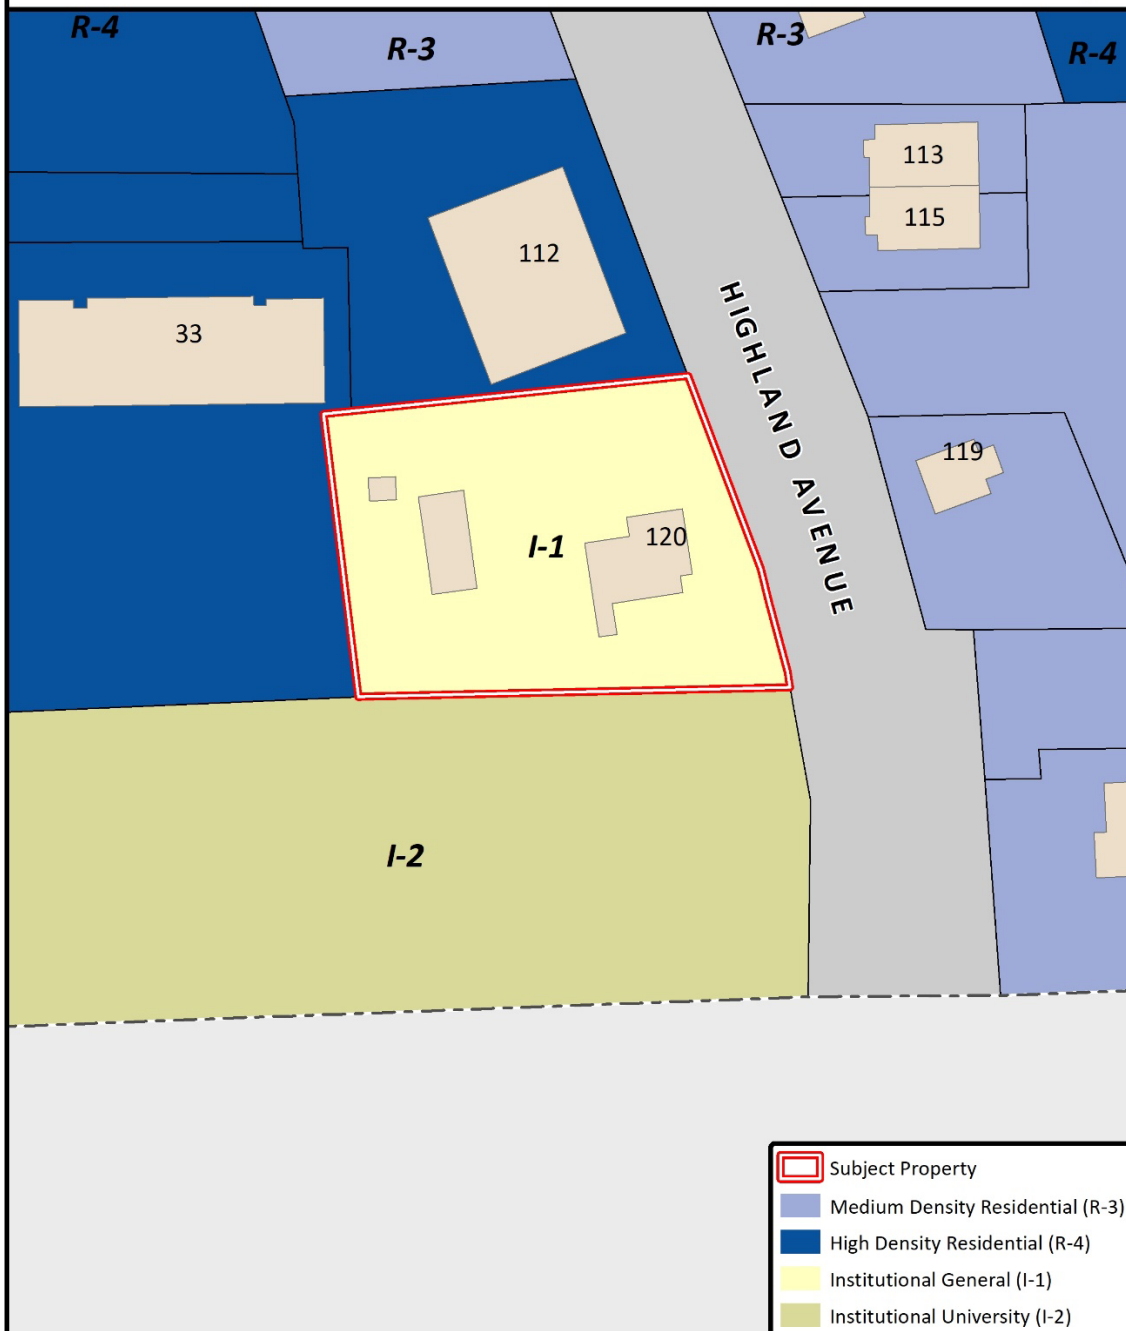 R-4
R-3
R-3
R-4
113
115
112
33
HIGHLAND AVENUE
119
120
I-1
I-2
Subject Property
Medium Density Residential (R-3)
High Density Residential (R-4)
Institutional General (I-1)
Institutional University (I-2)